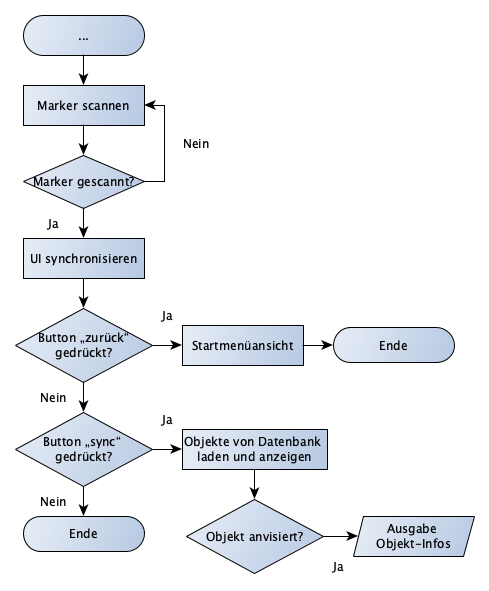 ...
Marker scannen
Nein
Marker gescannt?
Ja
UI synchronisieren
Button „zurück“
gedrückt?
Ja
Startmenüansicht
Ende
Nein
Button „sync“
gedrückt?
Ja
Objekte von Datenbank
laden und anzeigen
Nein
Ende
Objekt anvisiert?
Ja
Ausgabe
Objekt-Infos